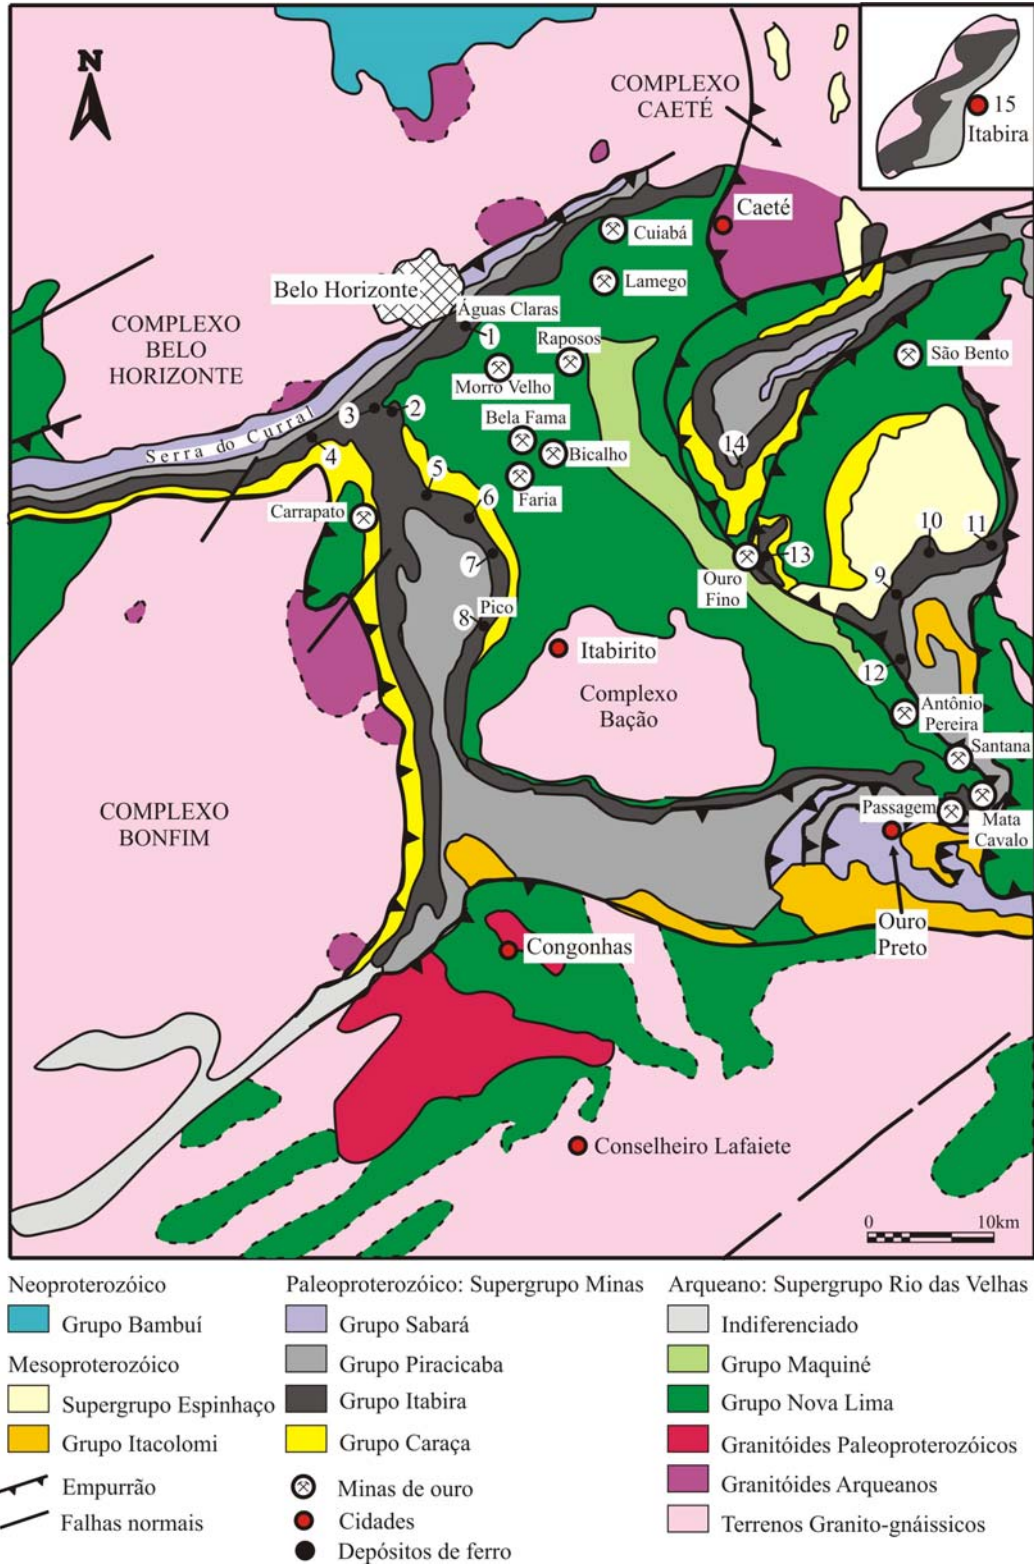 N
COMPLEXO
CAETÉ
15
Itabira
Caeté
Cuiabá
Belo Horizonte
Lamego
Águas Claras
1
COMPLEXO
BELO
HORIZONTE
Raposos
Morro Velho
São Bento
3
2
Serra do Curral
Bela Fama
Bicalho
14
4
5
Faria
6
Carrapato
7
10
11
13
Ouro
Fino
9
8
Pico
Itabirito
12
Complexo
Bação
Antônio
Pereira
Santana
COMPLEXO
BONFIM
Passagem
Mata
Cavalo
Ouro
Preto
Congonhas
Conselheiro Lafaiete
0 10km
Neoproterozóico
Grupo Bambuí
Mesoproterozóico
Supergrupo Espinhaço
Grupo Itacolomi
Empurrão
Falhas normais
Paleoproterozóico: Supergrupo Minas
Grupo Sabará
Grupo Piracicaba
Grupo Itabira
Grupo Caraça
Minas de ouro
Cidades
Depósitos de ferro
Arqueano: Supergrupo Rio das Velhas
Indiferenciado
Grupo Maquiné
Grupo Nova Lima
Granitóides Paleoproterozóicos
Granitóides Arqueanos
Terrenos Granito-gnáissicos